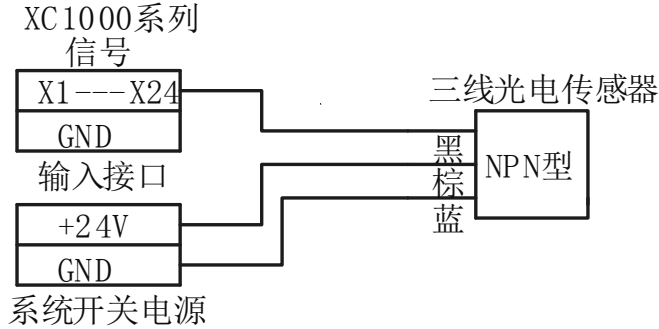 XC1000系列
信号
X1---X24
GND
输入接口
+24V
GND
系统开关电源
三线光电传感器
黑
棕
蓝
NPN型